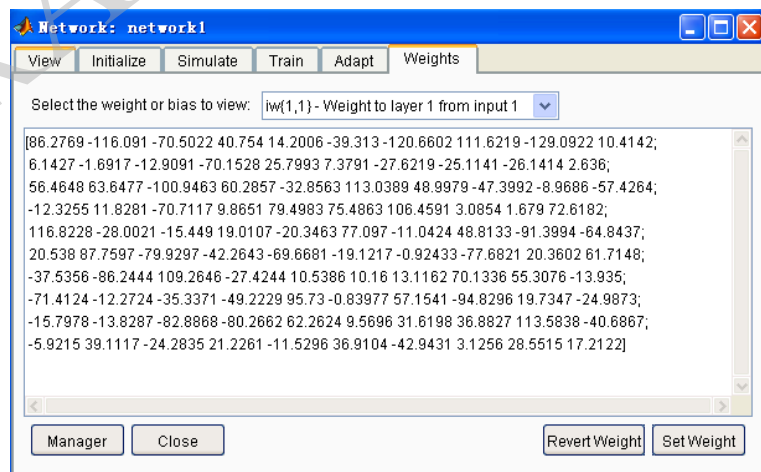 Network: network1
View Initialize Simulate Train Adapt Weights
Select the weight or bias to view: iw{1,1} - Weight to layer 1 from input 1
[86.2769 -116.091 -70.5022 40.754 14.2006 -39.313 -120.6602 111.6219 -129.0922 10.4142;
6.1427 -1.6917 -12.9091 -70.1528 25.7993 7.3791 -27.6219 -25.1141 -26.1414 2.636;
56.4648 63.6477 -100.9463 60.2857 -32.8563 113.0389 48.9979 -47.3992 -8.9686 -57.4264;
-12.3255 11.8281 -70.7117 9.8651 79.4983 75.4863 106.4591 3.0854 1.679 72.6182;
116.8228 -28.0021 -15.449 19.0107 -20.3463 77.097 -11.0424 48.8133 -91.3994 -64.8437;
20.538 87.7597 -79.9297 -42.2643 -69.6681 -19.1217 -0.92433 -77.6821 20.3602 61.7148;
-37.5356 -86.2444 109.2646 -27.4244 10.5386 10.16 13.1162 70.1336 55.3076 -13.935;
-71.4124 -12.2724 -35.3371 -49.2229 95.73 -0.83977 57.1541 -94.8296 19.7347 -24.9873;
-15.7978 -13.8287 -82.8868 -80.2662 62.2624 9.5696 31.6198 36.8827 113.5838 -40.6867;
-5.9215 39.1117 -24.2835 21.2261 -11.5296 36.9104 -42.9431 3.1256 28.5515 17.2122]
Manager Close Revert Weight Set Weight